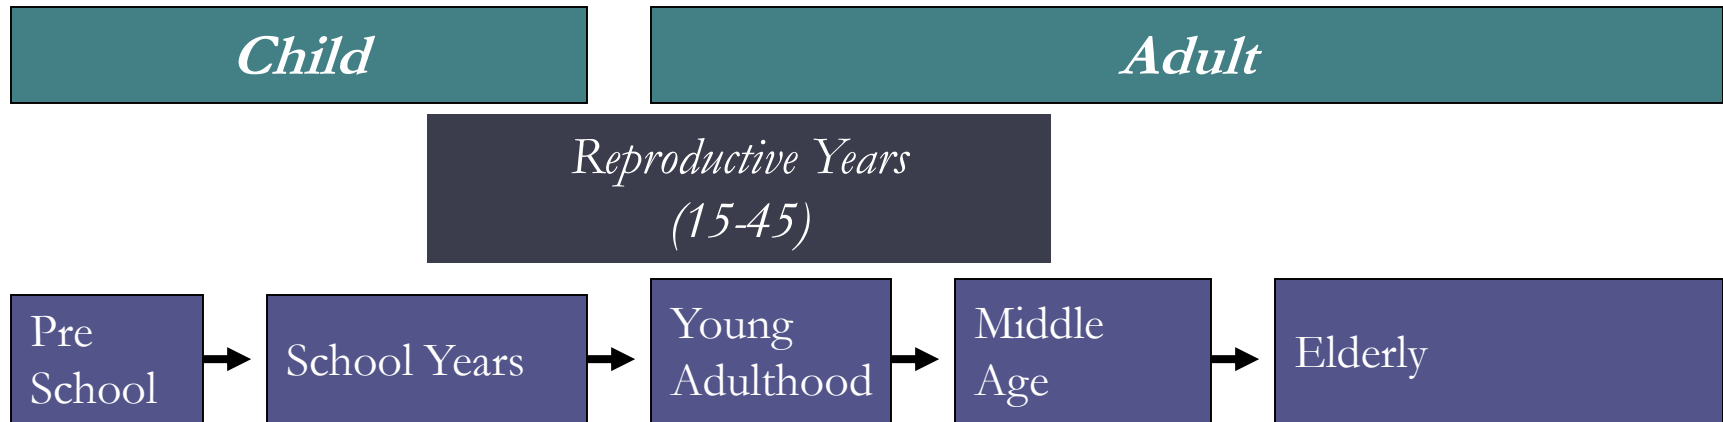 Child
Adult
Reproductive Years
(15-45)
Pre
School
School Years
Young
Adulthood
Middle
Age
Elderly